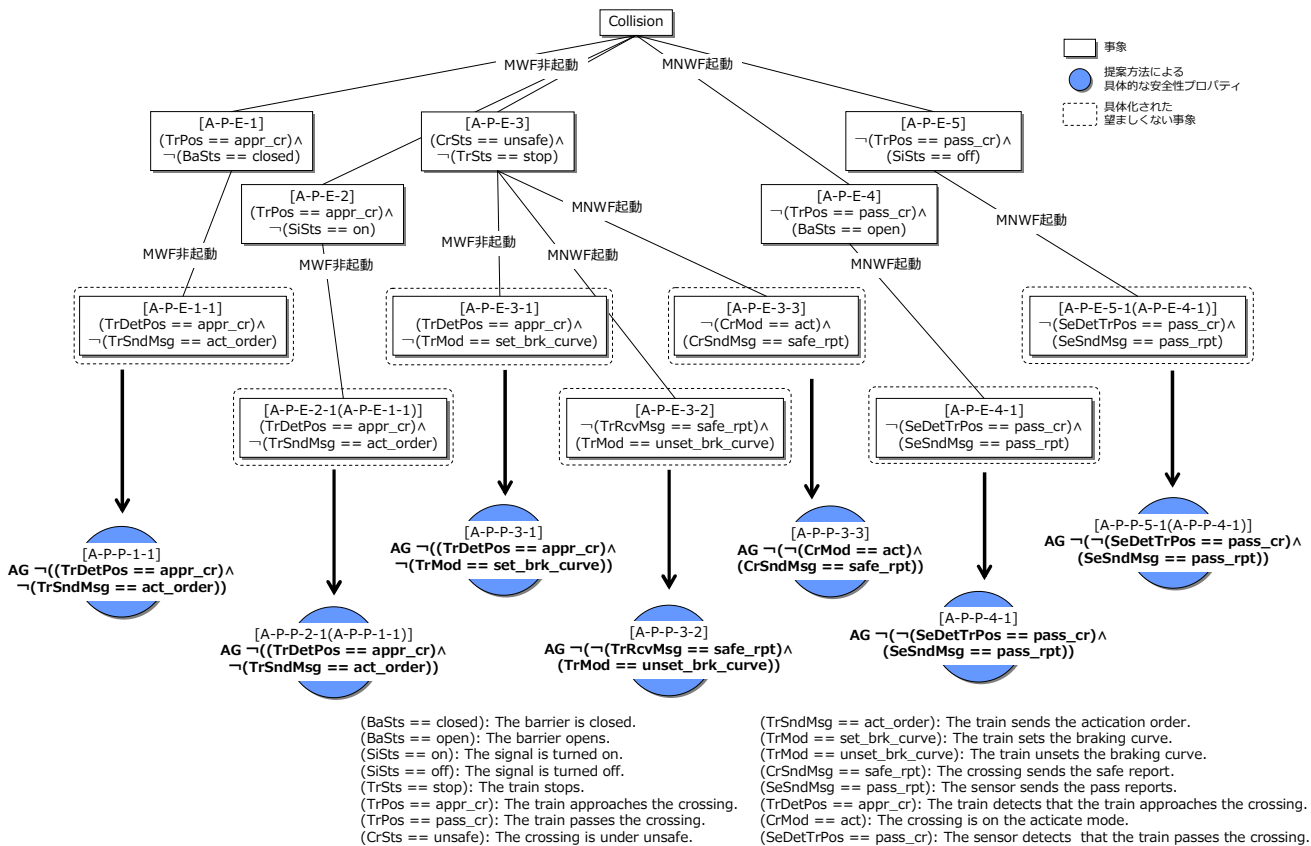 Collision
事象
提案方法による
具体的な安全性プロパティ
具体化された
望ましくない事象
MWF非起動
MNWF起動
[A-P-E-1]
(TrPos == appr_cr)∧
¬(BaSts == closed)
[A-P-E-3]
(CrSts == unsafe)∧
¬(TrSts == stop)
[A-P-E-5]
¬(TrPos == pass_cr)∧
(SiSts == off)
[A-P-E-2]
(TrPos == appr_cr)∧
¬(SiSts == on)
[A-P-E-4]
¬(TrPos == pass_cr)∧
(BaSts == open)
MNWF起動
MNWF起動
MWF非起動
MWF非起動
MWF非起動
MNWF起動
[A-P-E-1-1]
(TrDetPos == appr_cr)∧
¬(TrSndMsg == act_order)
[A-P-E-3-1]
(TrDetPos == appr_cr)∧
¬(TrMod == set_brk_curve)
[A-P-E-3-3]
¬(CrMod == act)∧
(CrSndMsg == safe_rpt)
[A-P-E-5-1(A-P-E-4-1)]
¬(SeDetTrPos == pass_cr)∧
(SeSndMsg == pass_rpt)
[A-P-E-2-1(A-P-E-1-1)]
(TrDetPos == appr_cr)∧
¬(TrSndMsg == act_order)
[A-P-E-3-2]
¬(TrRcvMsg == safe_rpt)∧
(TrMod == unset_brk_curve)
[A-P-E-4-1]
¬(SeDetTrPos == pass_cr)∧
(SeSndMsg == pass_rpt)
[A-P-P-1-1]
AG ¬((TrDetPos == appr_cr)∧
¬(TrSndMsg == act_order))
[A-P-P-3-1]
AG ¬((TrDetPos == appr_cr)∧
¬(TrMod == set_brk_curve))
[A-P-P-3-3]
AG ¬(¬(CrMod == act)∧
(CrSndMsg == safe_rpt))
[A-P-P-5-1(A-P-P-4-1)]
AG ¬(¬(SeDetTrPos == pass_cr)∧
(SeSndMsg == pass_rpt))
[A-P-P-2-1(A-P-P-1-1)]
AG ¬((TrDetPos == appr_cr)∧
¬(TrSndMsg == act_order))
[A-P-P-3-2]
AG ¬(¬(TrRcvMsg == safe_rpt)∧
(TrMod == unset_brk_curve))
[A-P-P-4-1]
AG ¬(¬(SeDetTrPos == pass_cr)∧
(SeSndMsg == pass_rpt))
(BaSts == closed): The barrier is closed.
(BaSts == open): The barrier opens.
(SiSts == on): The signal is turned on.
(SiSts == off): The signal is turned off.
(TrSts == stop): The train stops.
(TrPos == appr_cr): The train approaches the crossing.
(TrPos == pass_cr): The train passes the crossing.
(CrSts == unsafe): The crossing is under unsafe.
(TrSndMsg == act_order): The train sends the actication order.
(TrMod == set_brk_curve): The train sets the braking curve.
(TrMod == unset_brk_curve): The train unsets the braking curve.
(CrSndMsg == safe_rpt): The crossing sends the safe report.
(SeSndMsg == pass_rpt): The sensor sends the pass reports.
(TrDetPos == appr_cr): The train detects that the train approaches the crossing.
(CrMod == act): The crossing is on the acticate mode.
(SeDetTrPos == pass_cr): The sensor detects that the train passes the crossing.